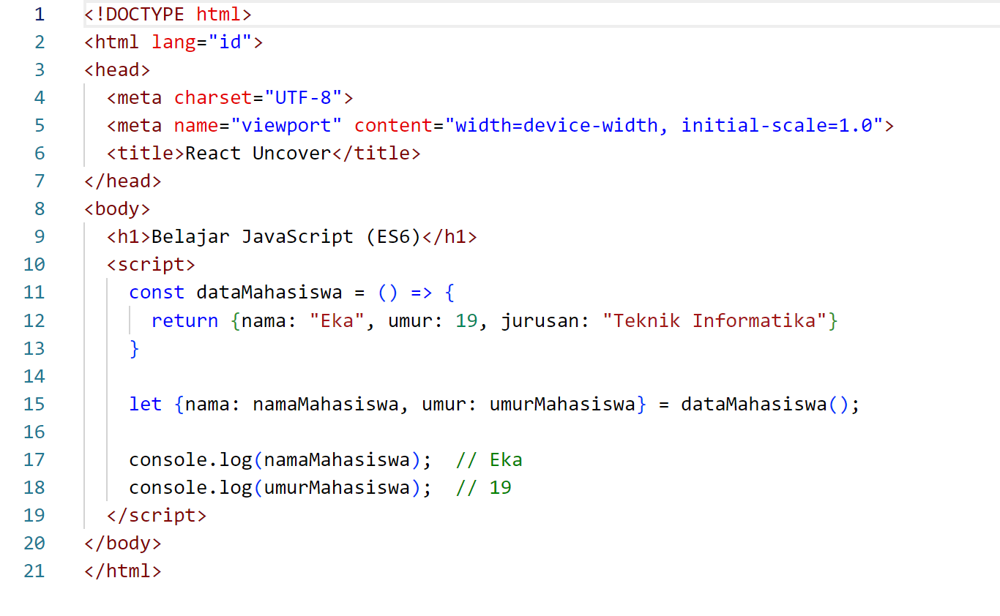 1 <!DOCTYPE html>
2 <html lang="id">
3 <head>
4   <meta charset="UTF-8">
5   <meta name="viewport" content="width=device-width, initial-scale=1.0">
6   <title>React Uncover</title>
7 </head>
8 <body>
9   <h1>Belajar JavaScript (ES6)</h1>
10   <script>
11     const dataMahasiswa = () => {
12       return {nama: "Eka", umur: 19, jurusan: "Teknik Informatika"}
13     }
14
15     let {nama: namaMahasiswa, umur: umurMahasiswa} = dataMahasiswa();
16
17     console.log(namaMahasiswa);  // Eka
18     console.log(umurMahasiswa);  // 19
19   </script>
20 </body>
21 </html>